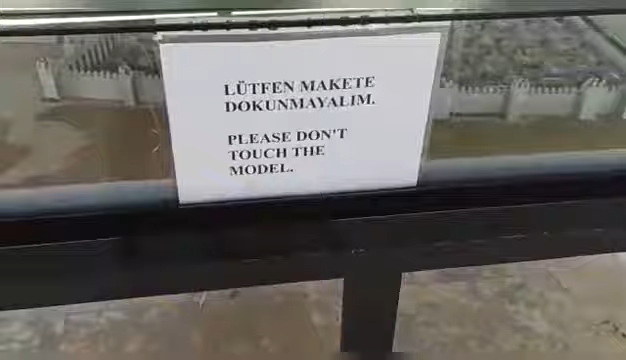 LÜTFEN MAKETE
DOKUNMAYALIM.
PLEASE DON'T
TOUCH THE
MODEL.